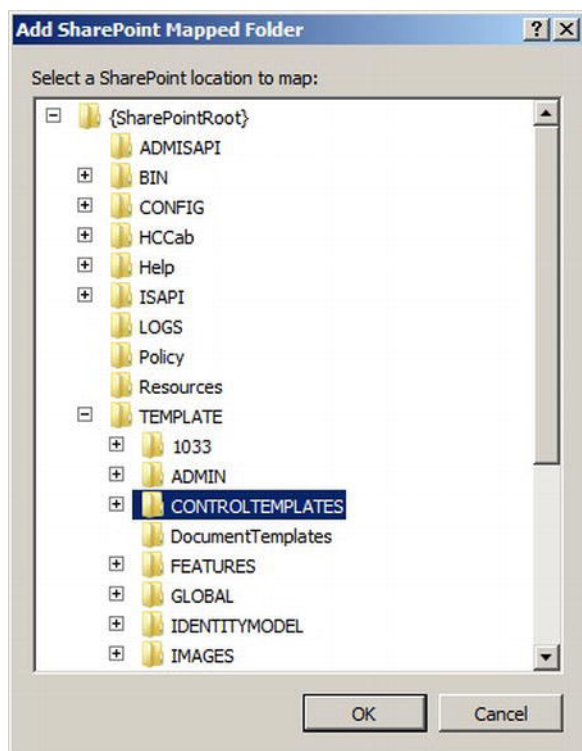 Add SharePoint Mapped Folder
Select a SharePoint location to map:
{SharePointRoot}
ADMISAPI
BIN
CONFIG
HCCab
Help
ISAPI
LOGS
Policy
Resources
TEMPLATE
1033
ADMIN
CONTROLTEMPLATES
DocumentTemplates
FEATURES
GLOBAL
IDENTITYMODEL
IMAGES
OK Cancel